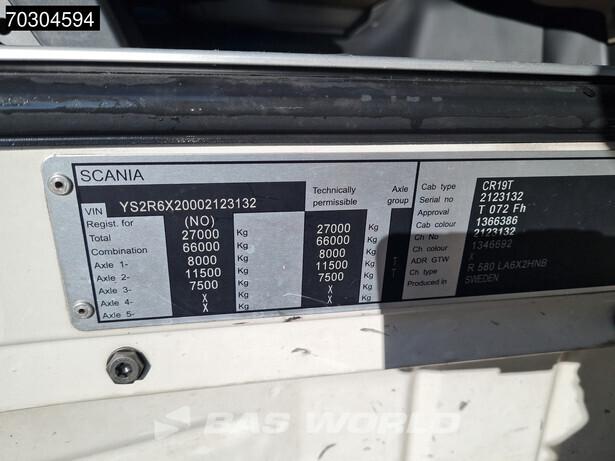 70304594
SCANIA
VIN YS2R6X20002123132
Regist. for (NO)
Technically permissible
Axle group
Total 27000 Kg 27000 Kg
Combination 66000 Kg 66000 Kg
Axle 1- 8000 Kg 8000 Kg
Axle 2- 11500 Kg 11500 Kg T
Axle 3- 7500 Kg 7500 Kg T
Axle 4- X Kg X Kg
Axle 5- X Kg X Kg
Cab type CR19T
Serial no 2123132
Approval T 072 Fh
Cab colour 1366386
Ch No 2123132
Ch colour 1346692
ADR GTW X
Ch type R 580 LA6X2HNB
Produced in SWEDEN
BAS WORLD